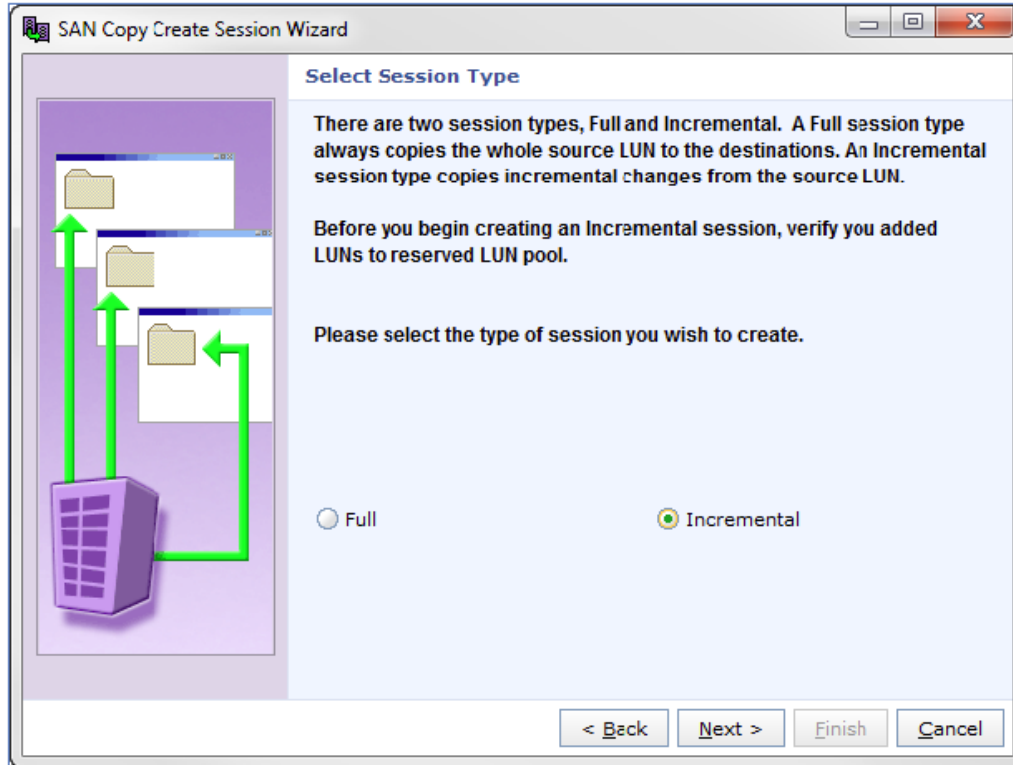 SAN Copy Create Session Wizard
Select Session Type
There are two session types, Full and Incremental. A Full session type
always copies the whole source LUN to the destinations. An Incremental
session type copies incremental changes from the source LUN.
Before you begin creating an Incremental session, verify you added
LUNs to reserved LUN pool.
Please select the type of session you wish to create.
Full
Incremental
< Back
Next >
Finish
Cancel